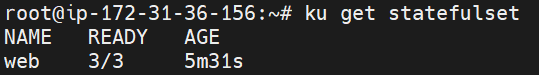 root@ip-172-31-36-156:~# ku get statefulset
NAME   READY   AGE
web    3/3     5m31s